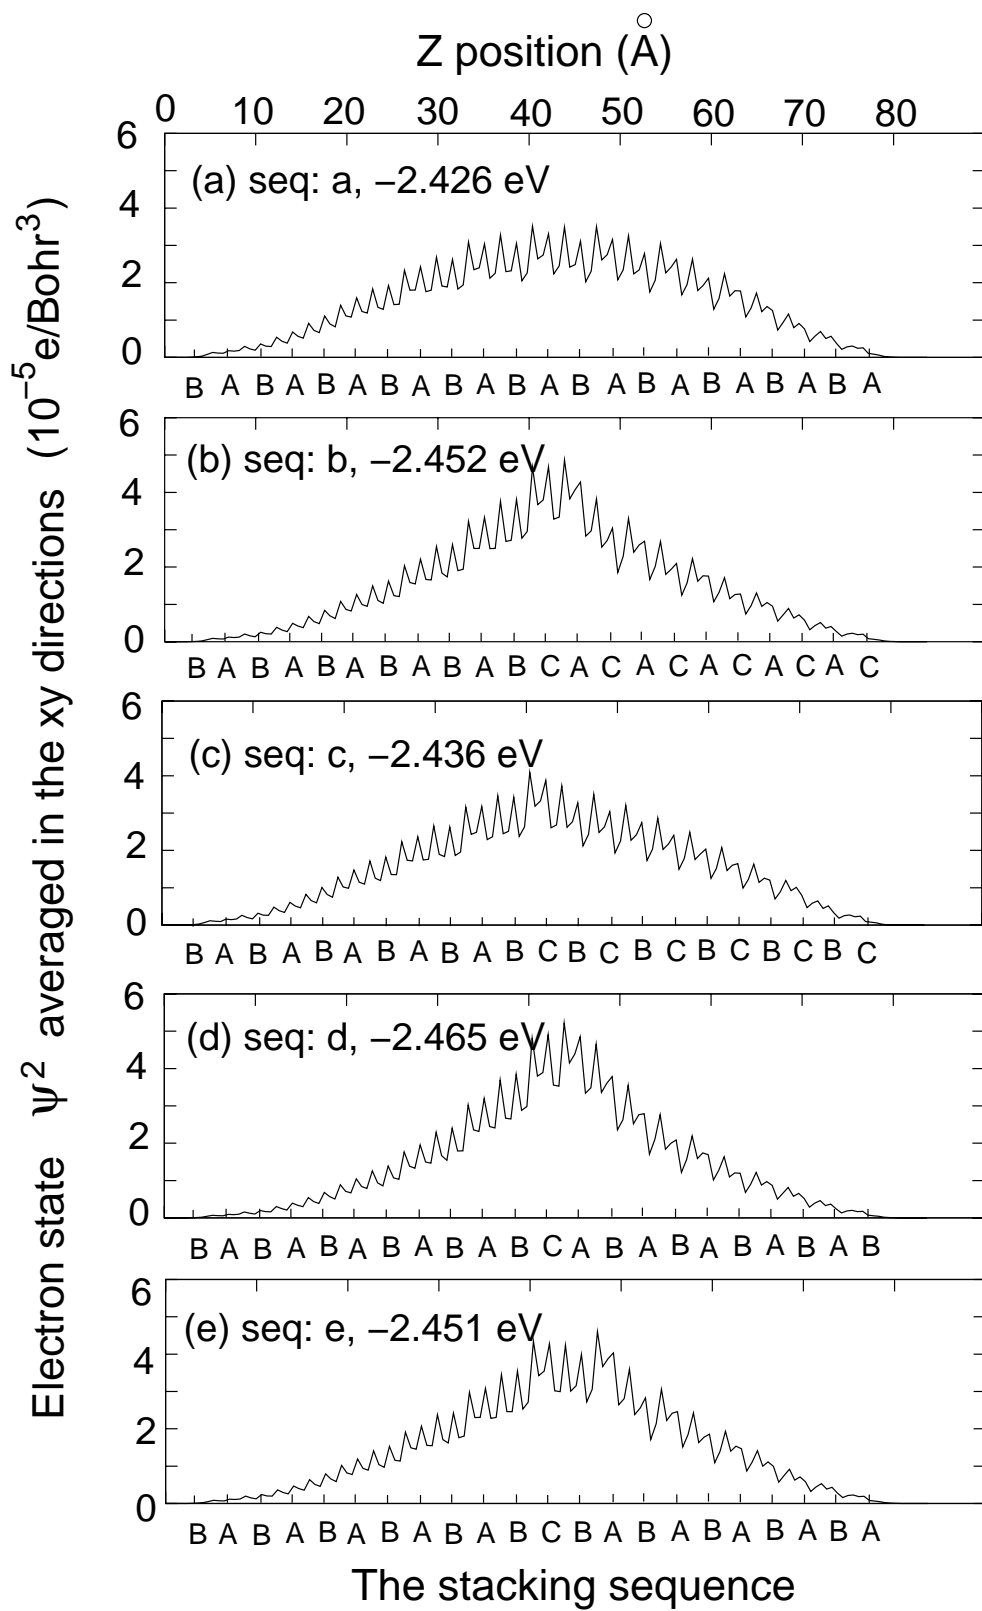 Z position (Å)
0 10 20 30 40 50 60 70 80
Electron state ψ² averaged in the xy directions (10⁻⁵e/Bohr³)
6
(a) seq: a, −2.426 eV
4
2
0
B A B A B A B A B A B A B A B A B A B A B A
6
(b) seq: b, −2.452 eV
4
2
0
B A B A B A B A B A B C A C A C A C A C A C
6
(c) seq: c, −2.436 eV
4
2
0
B A B A B A B A B A B C B C B C B C B C B C
6
(d) seq: d, −2.465 eV
4
2
0
B A B A B A B A B A B C A B A B A B A B A B
6
(e) seq: e, −2.451 eV
4
2
0
B A B A B A B A B A B C B A B A B A B A B A
The stacking sequence